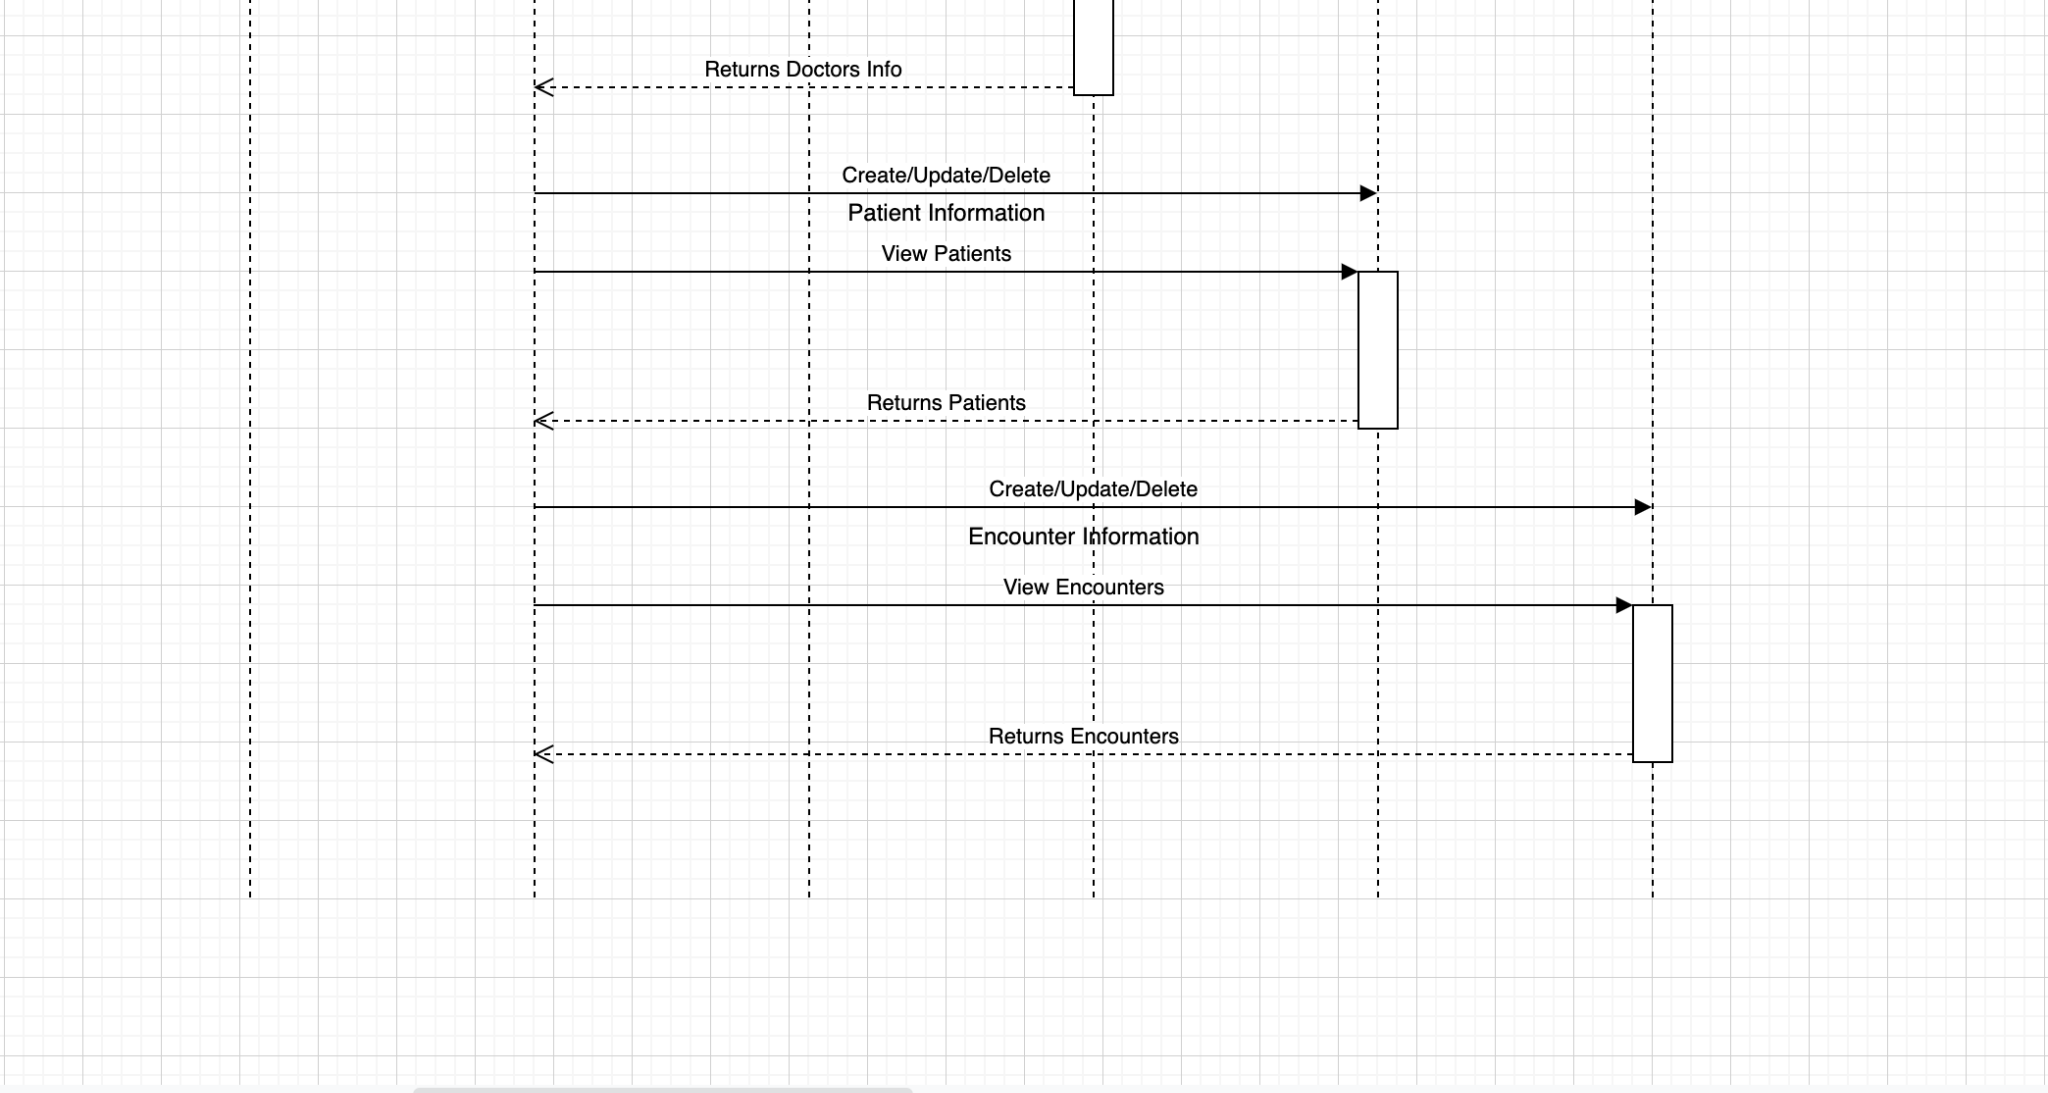 Returns Doctors Info
Create/Update/Delete
Patient Information
View Patients
Returns Patients
Create/Update/Delete
Encounter Information
View Encounters
Returns Encounters